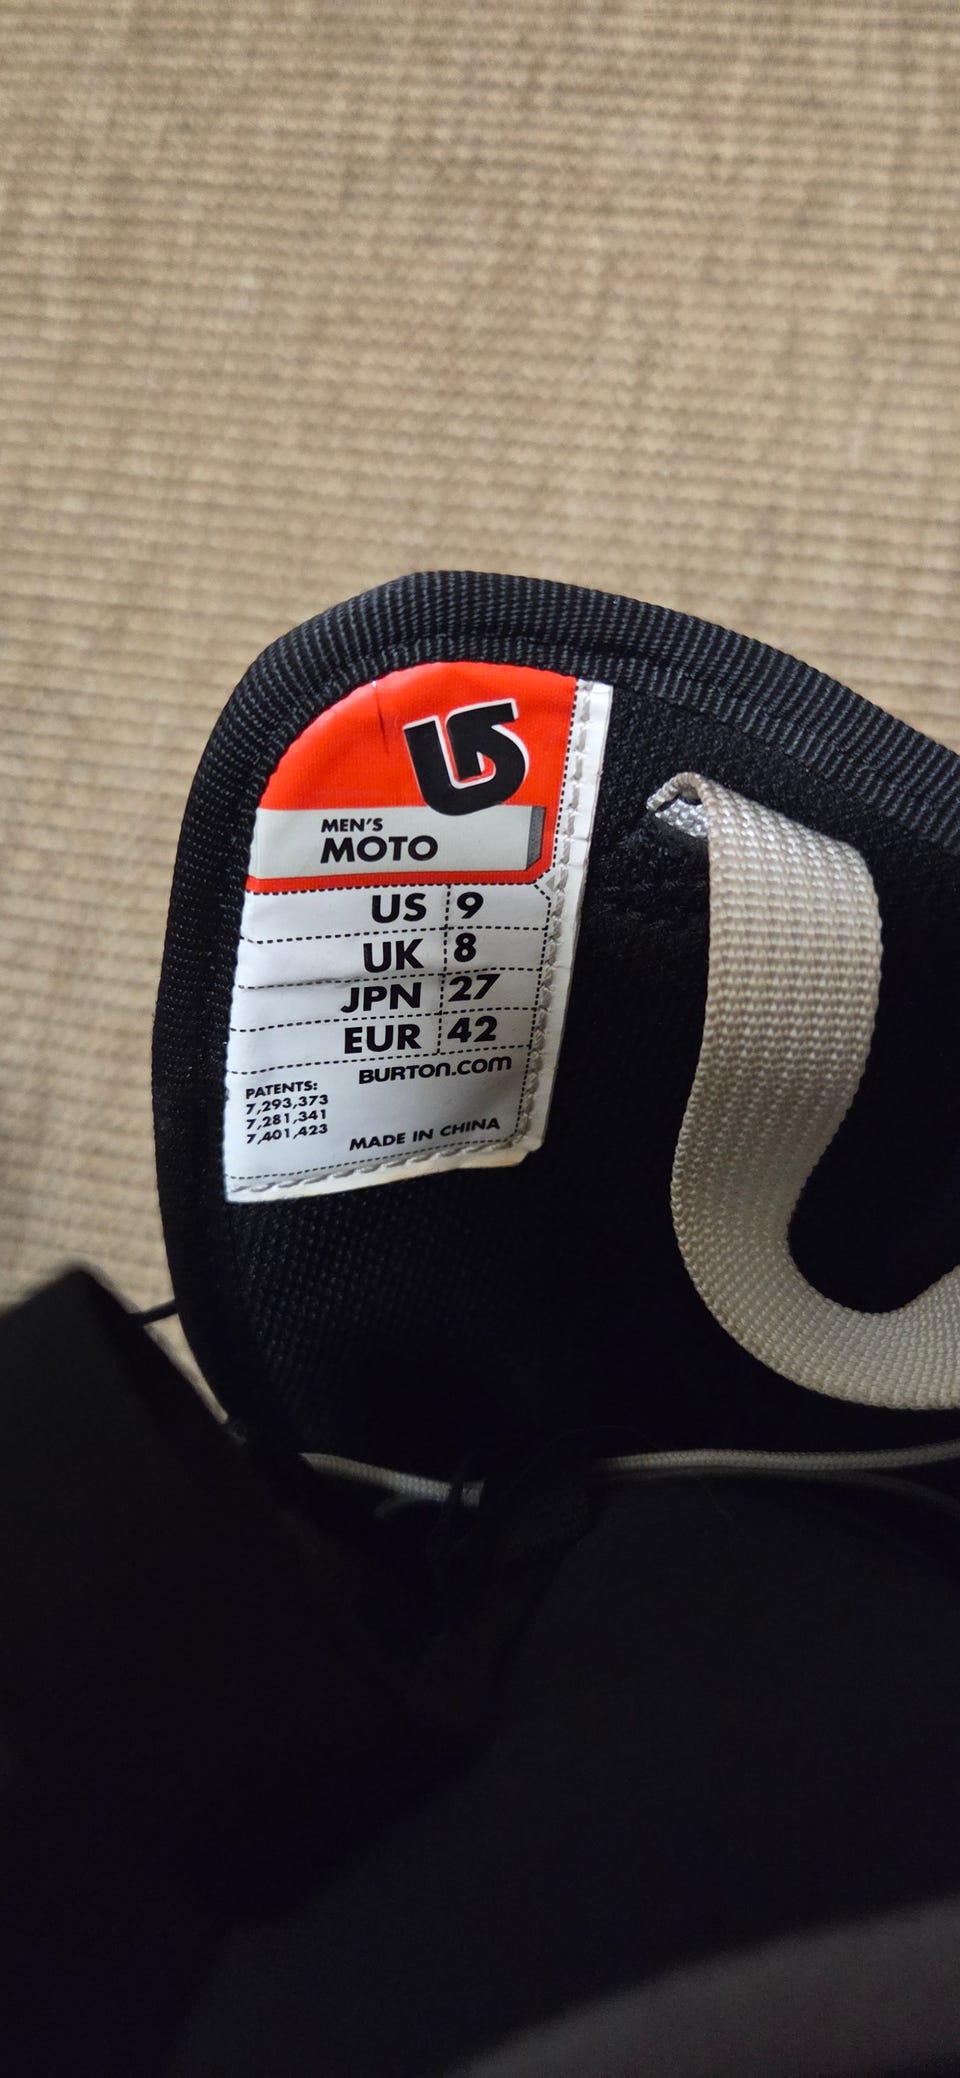 MEN'S
MOTO
US 9
UK 8
JPN 27
EUR 42
BURTON.COM
PATENTS:
7,293,373
7,281,341
7,401,423
MADE IN CHINA